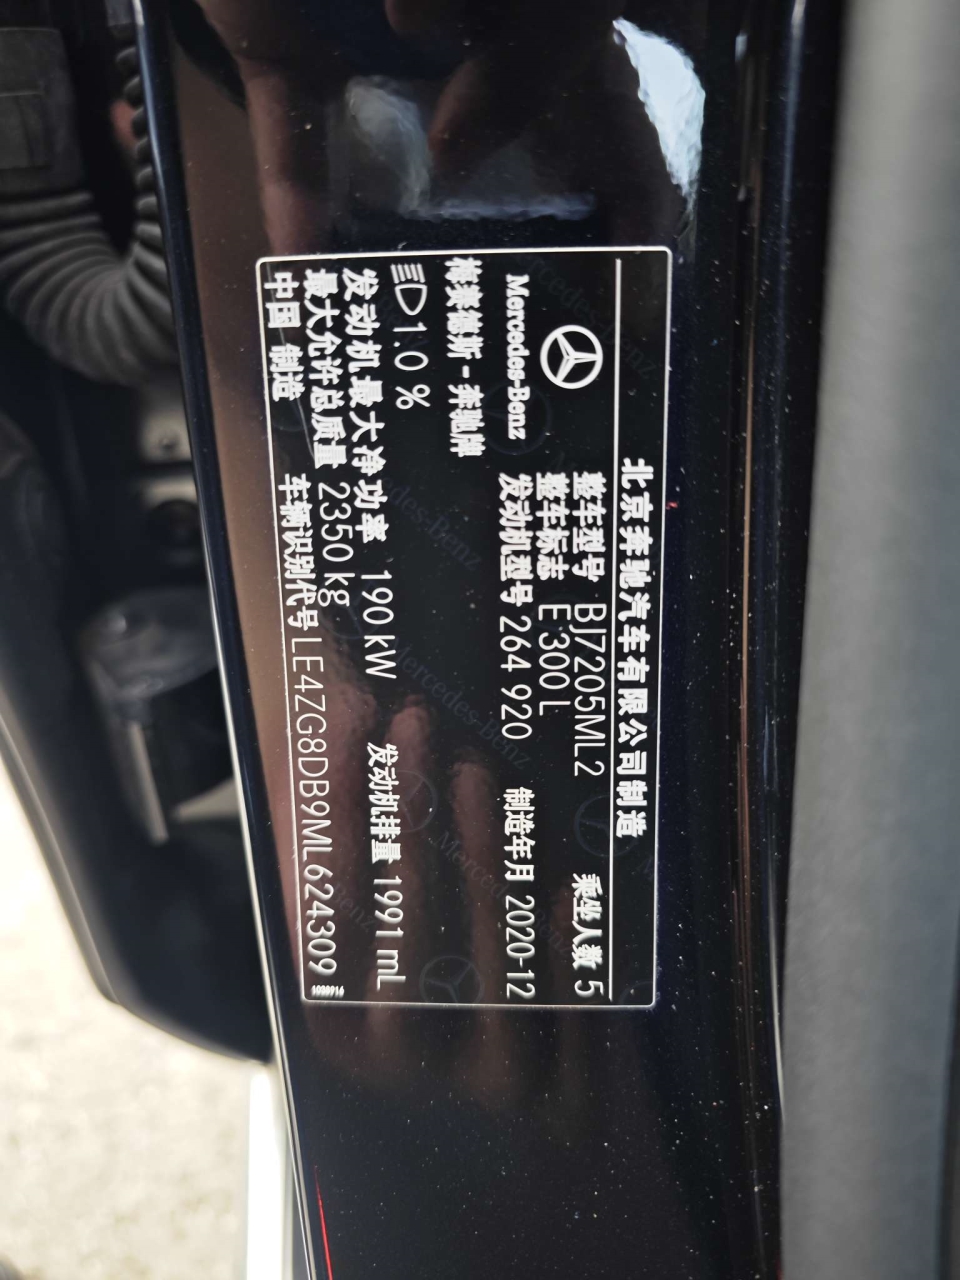 北京奔驰汽车有限公司制造
整车型号 BJ7205ML2 乘坐人数 5
整车标志 E 300 L
Mercedes-Benz 发动机型号 264 920 制造年月 2020-12
梅赛德斯-奔驰牌
1.0 %
发动机最大净功率 190 kW 发动机排量 1991 mL
最大允许总质量 2350 kg
中国 制造 车辆识别代号 LE4ZG8DB9ML624309